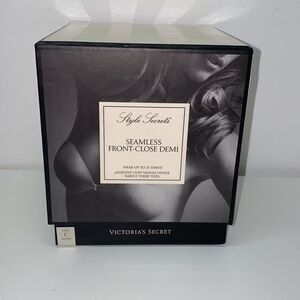 Style Secrets
SEAMLESS
FRONT-CLOSE DEMI
WEAR UP TO 25 TIMES!
ADHESIVE CUPS VANISH UNDER
BARELY THERE TOPS.
C
VICTORIA'S SECRET